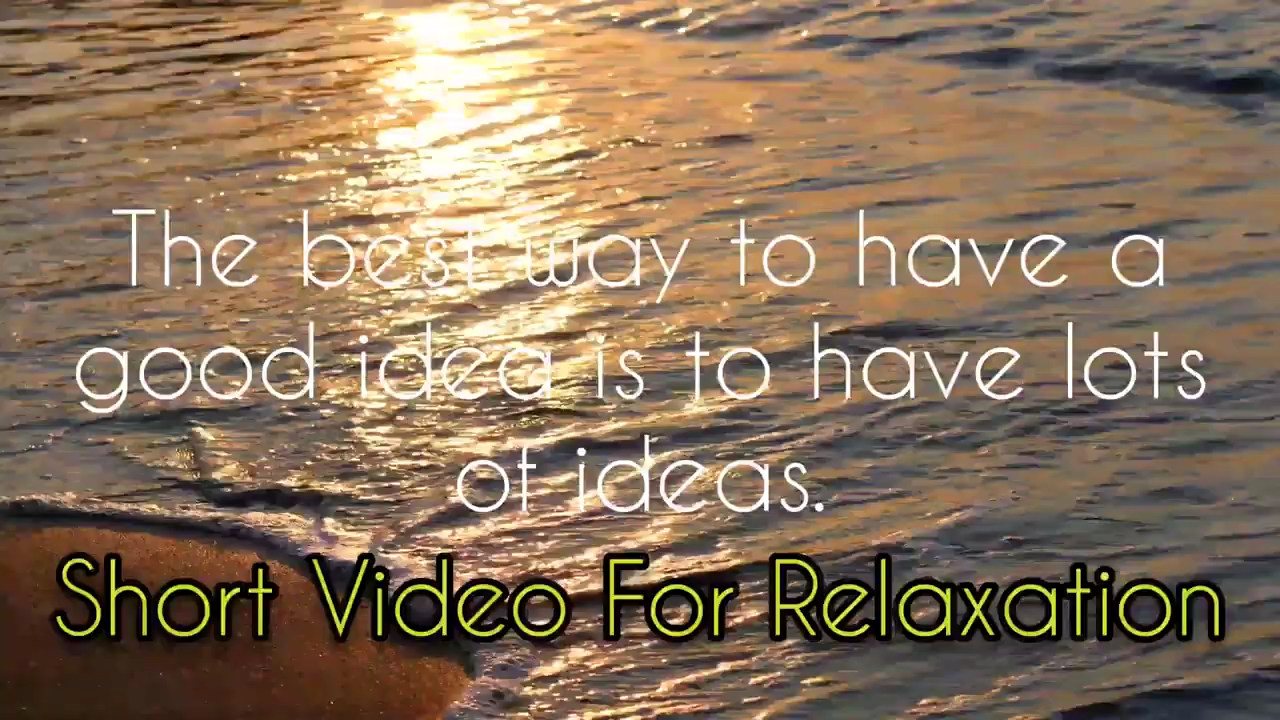 The best way to have a
good idea is to have lots
of ideas.
Short Video For Relaxation